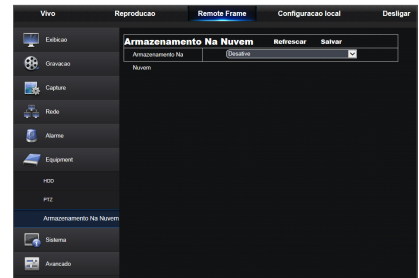 Vivo Reproducao Remote Frame Configuracao local Desligar
Exibicao
Gravacao
Capture
Rede
Alarme
Equipment
HDD
PTZ
Armazenamento Na Nuvem
Sistema
Avancado
Armazenamento Na Nuvem Refrescar Salvar
Armazenamento Na Desative
Nuvem